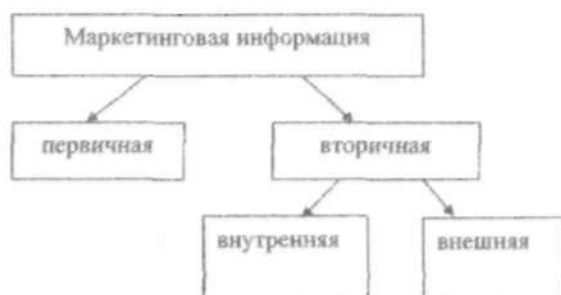 Маркетинговая информация
первичная
вторичная
внутренняя
внешняя